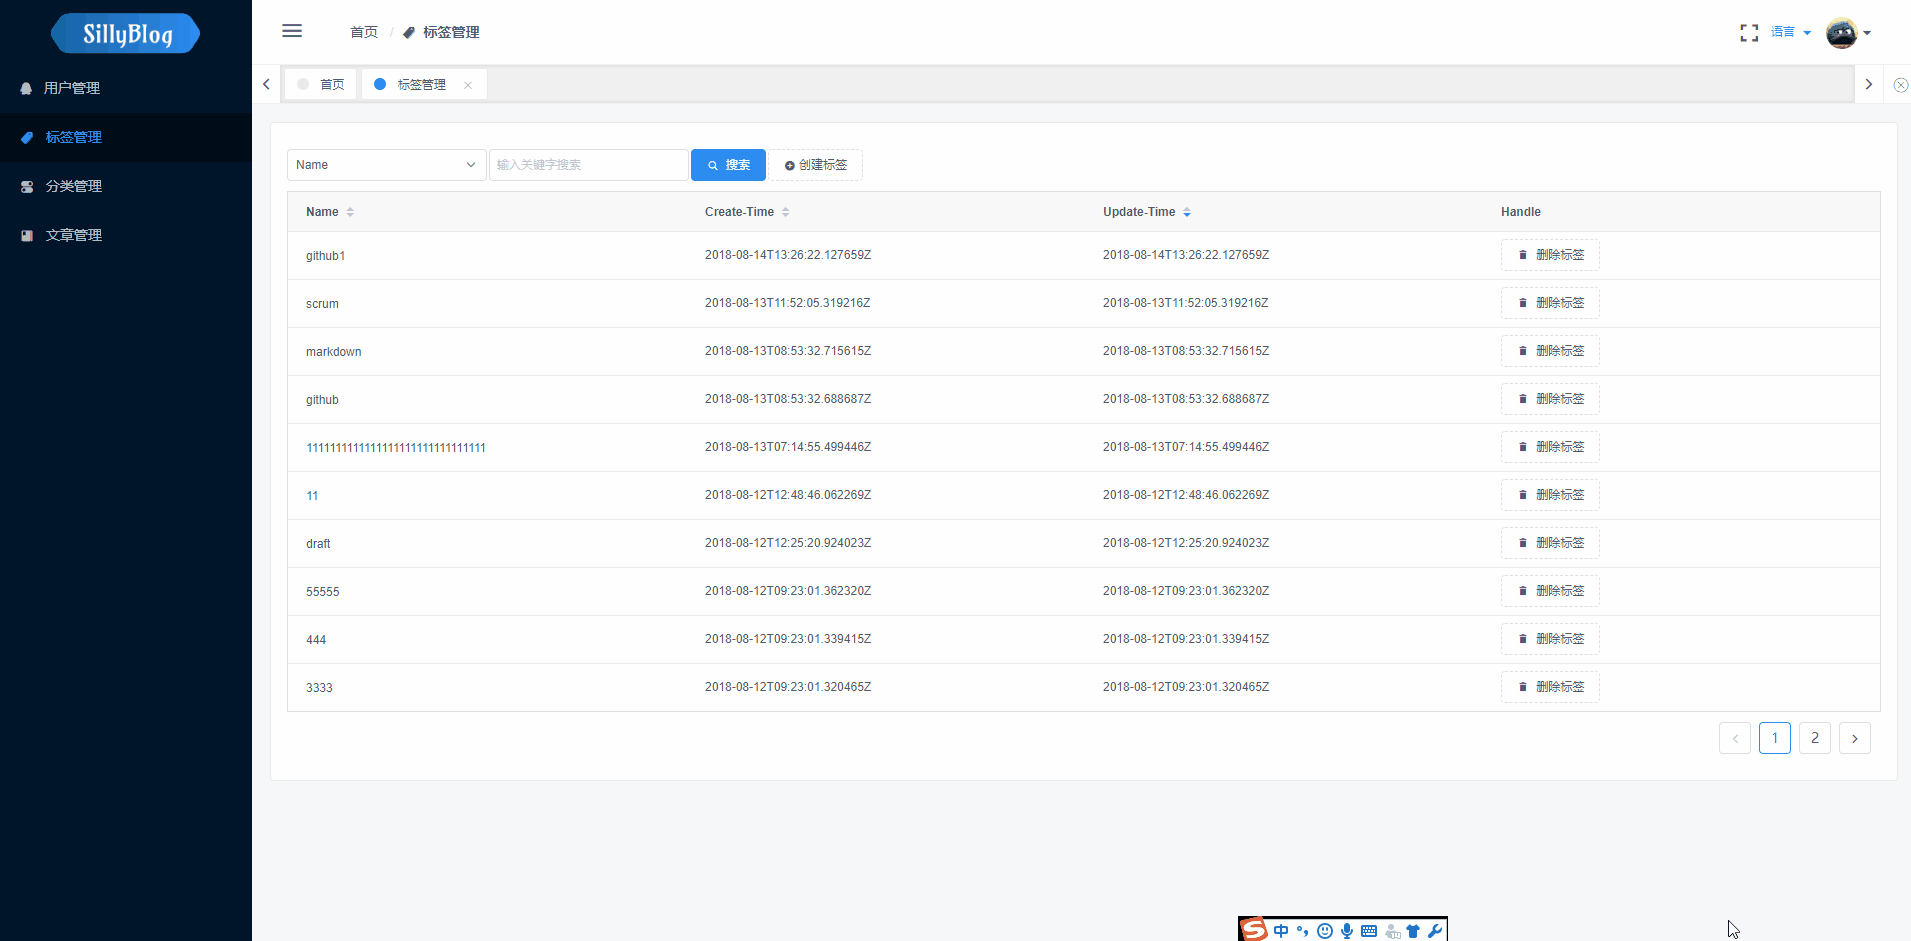 SillyBlog
用户管理
标签管理
分类管理
文章管理
首页 / 标签管理
语言
首页 标签管理
Name 输入关键字搜索 搜索 创建标签
Name Create-Time Update-Time Handle
github1 2018-08-14T13:26:22.127659Z 2018-08-14T13:26:22.127659Z 删除标签
scrum 2018-08-13T11:52:05.319216Z 2018-08-13T11:52:05.319216Z 删除标签
markdown 2018-08-13T08:53:32.715615Z 2018-08-13T08:53:32.715615Z 删除标签
github 2018-08-13T08:53:32.688687Z 2018-08-13T08:53:32.688687Z 删除标签
2018-08-13T07:14:55.499446Z 2018-08-13T07:14:55.499446Z 删除标签
11 2018-08-12T12:48:46.062269Z 2018-08-12T12:48:46.062269Z 删除标签
draft 2018-08-12T12:25:20.924023Z 2018-08-12T12:25:20.924023Z 删除标签
55555 2018-08-12T09:23:01.362320Z 2018-08-12T09:23:01.362320Z 删除标签
444 2018-08-12T09:23:01.339415Z 2018-08-12T09:23:01.339415Z 删除标签
3333 2018-08-12T09:23:01.320465Z 2018-08-12T09:23:01.320465Z 删除标签
1 2
S 中